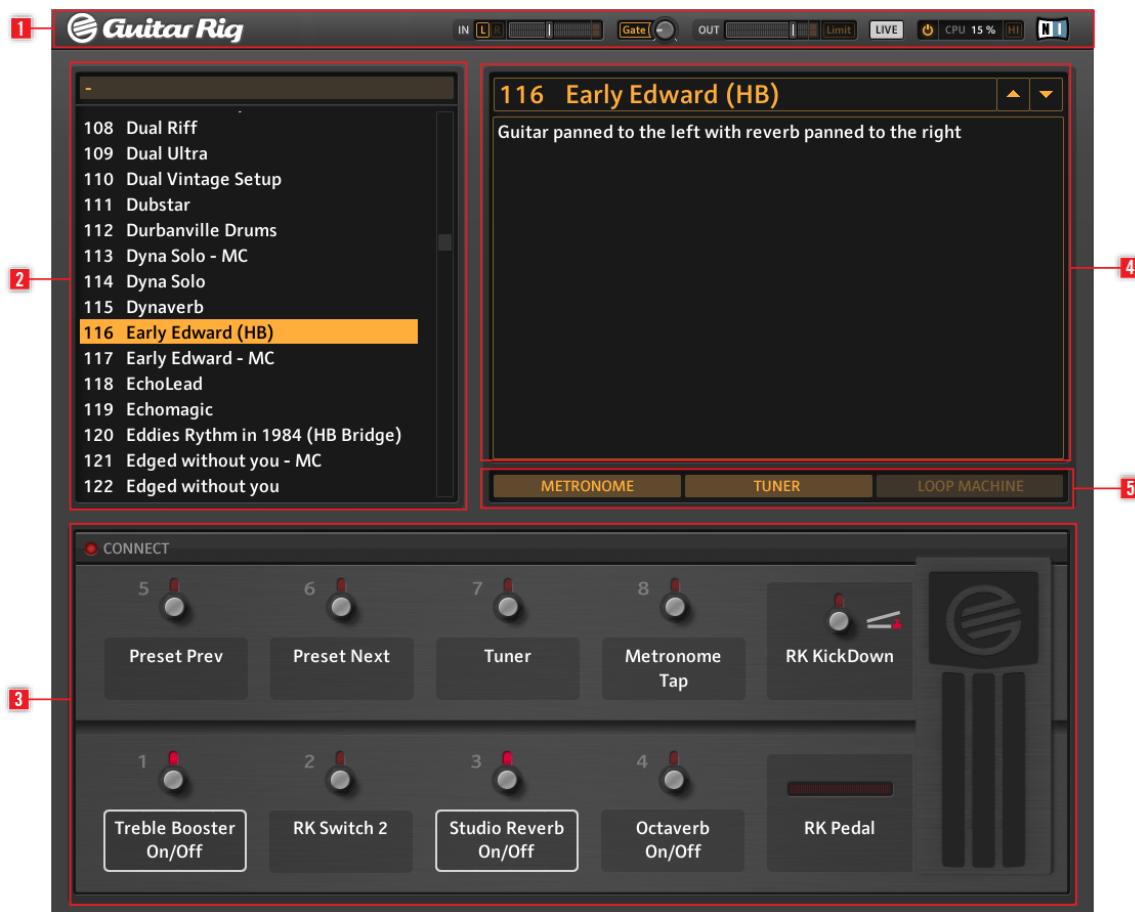 1
Guitar Rig
IN L R
Gate
OUT
Limit
LIVE
CPU 15 % HI
N I
2
-
108 Dual Riff
109 Dual Ultra
110 Dual Vintage Setup
111 Dubstar
112 Durbanville Drums
113 Dyna Solo - MC
114 Dyna Solo
115 Dynaverb
116 Early Edward (HB)
117 Early Edward - MC
118 EchoLead
119 Echomagic
120 Eddies Rythm in 1984 (HB Bridge)
121 Edged without you - MC
122 Edged without you
116 Early Edward (HB)
Guitar panned to the left with reverb panned to the right
4
METRONOME
TUNER
LOOP MACHINE
5
3
CONNECT
5
Preset Prev
6
Preset Next
7
Tuner
8
Metronome
Tap
RK KickDown
1
Treble Booster
On/Off
2
RK Switch 2
3
Studio Reverb
On/Off
4
Octaverb
On/Off
RK Pedal